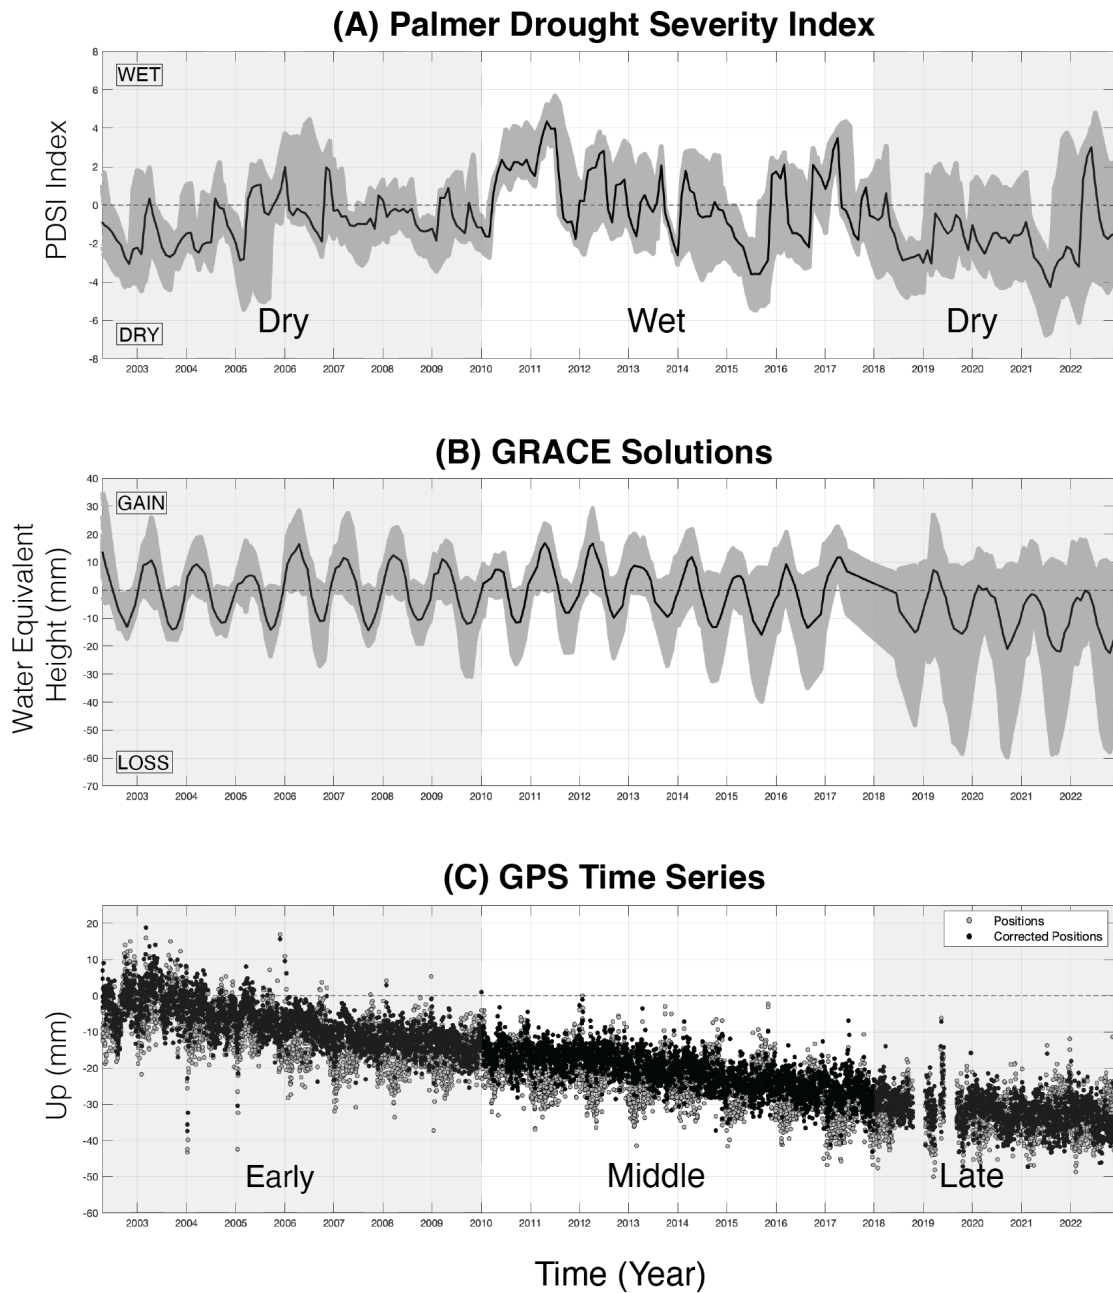 (A) Palmer Drought Severity Index
PDSI Index
8
6
4
2
0
-2
-4
-6
-8
WET
DRY
Dry
Wet
Dry
2003 2004 2005 2006 2007 2008 2009 2010 2011 2012 2013 2014 2015 2016 2017 2018 2019 2020 2021 2022
(B) GRACE Solutions
Water Equivalent
Height (mm)
40
30
20
10
0
-10
-20
-30
-40
-50
-60
-70
GAIN
LOSS
2003 2004 2005 2006 2007 2008 2009 2010 2011 2012 2013 2014 2015 2016 2017 2018 2019 2020 2021 2022
(C) GPS Time Series
Up (mm)
20
10
0
-10
-20
-30
-40
-50
-60
Positions
Corrected Positions
Early
Middle
Late
2003 2004 2005 2006 2007 2008 2009 2010 2011 2012 2013 2014 2015 2016 2017 2018 2019 2020 2021 2022
Time (Year)